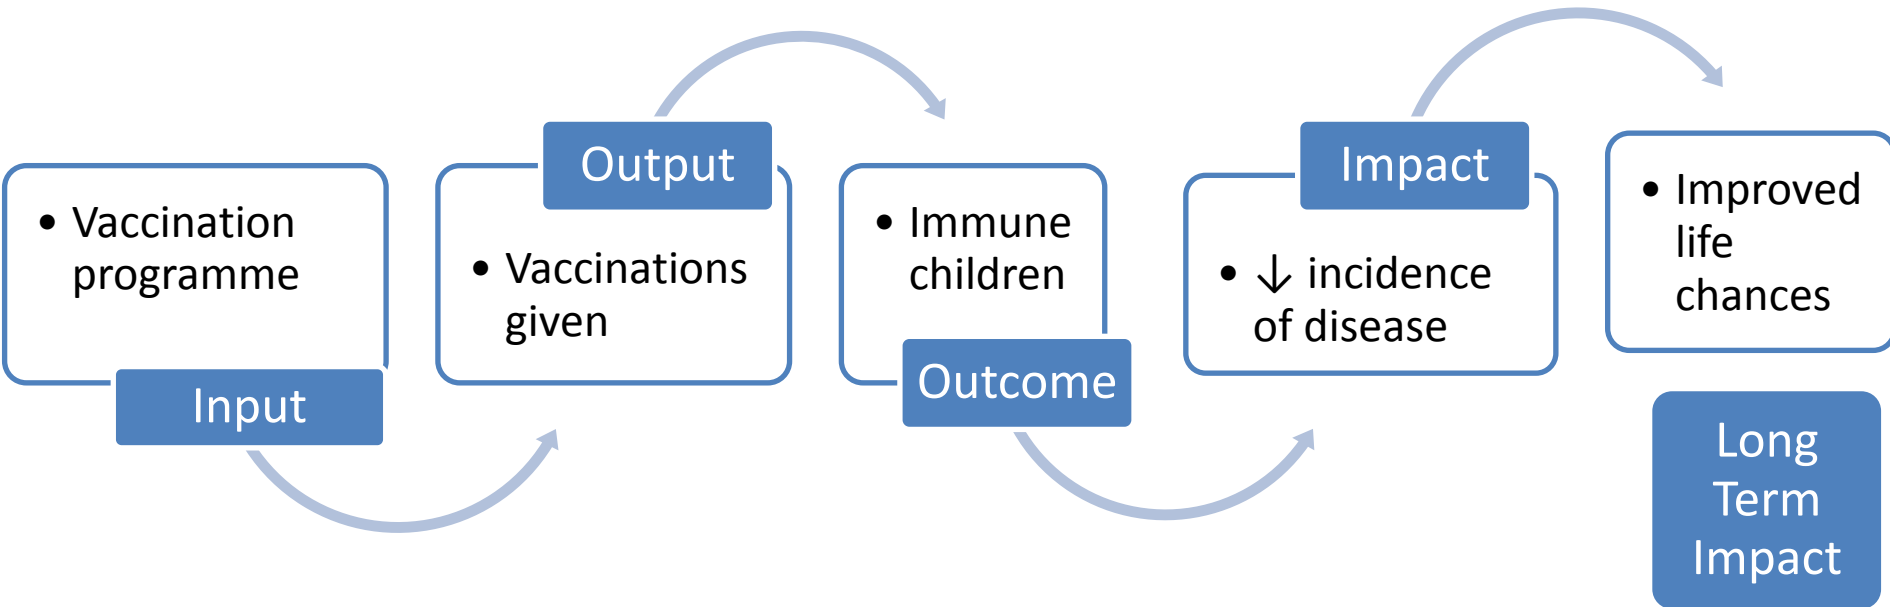 • Vaccination
programme
Input
Output
• Vaccinations
given
• Immune
children
Outcome
Impact
• ↓ incidence
of disease
• Improved
life
chances
Long
Term
Impact